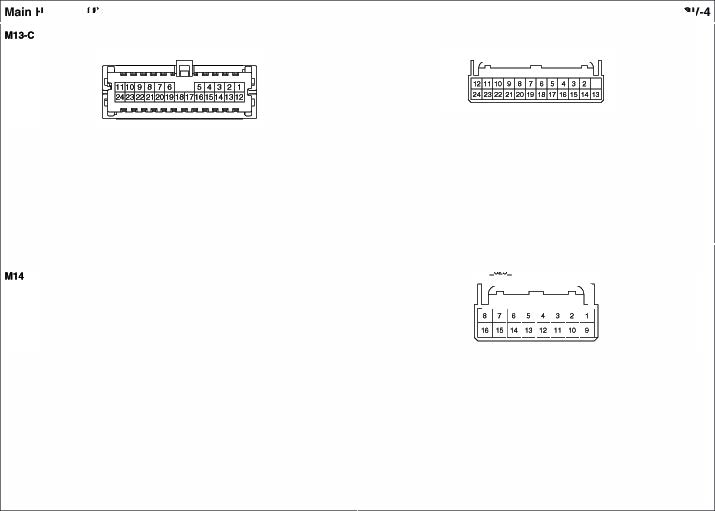 Main
/-4
M13-C
11 10 9 8 7 6 5 4 3 2 1
24 23 22 21 20 19 18 17 16 15 14 13 12
12 11 10 9 8 7 6 5 4 3 2
24 23 22 21 20 19 18 17 16 15 14 13
M14
8 7 6 5 4 3 2 1
16 15 14 13 12 11 10 9